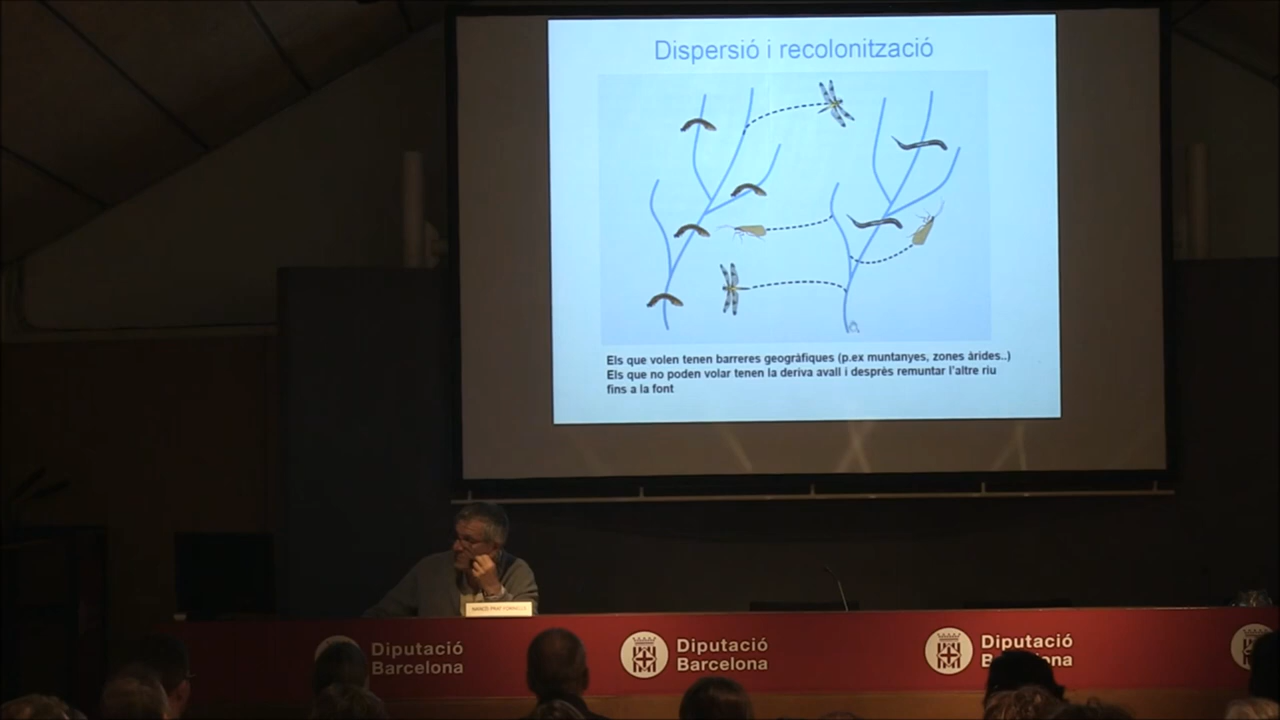 Dispersió i recolonització
Els que volen tenen barreres geogràfiques (p.ex muntanyes, zones àrides..)
Els que no poden volar tenen la deriva avall i desprès remuntar l'altre riu
fins a la font
Diputació
Barcelona
Diputació
Barcelona
Diputació
Barcelona